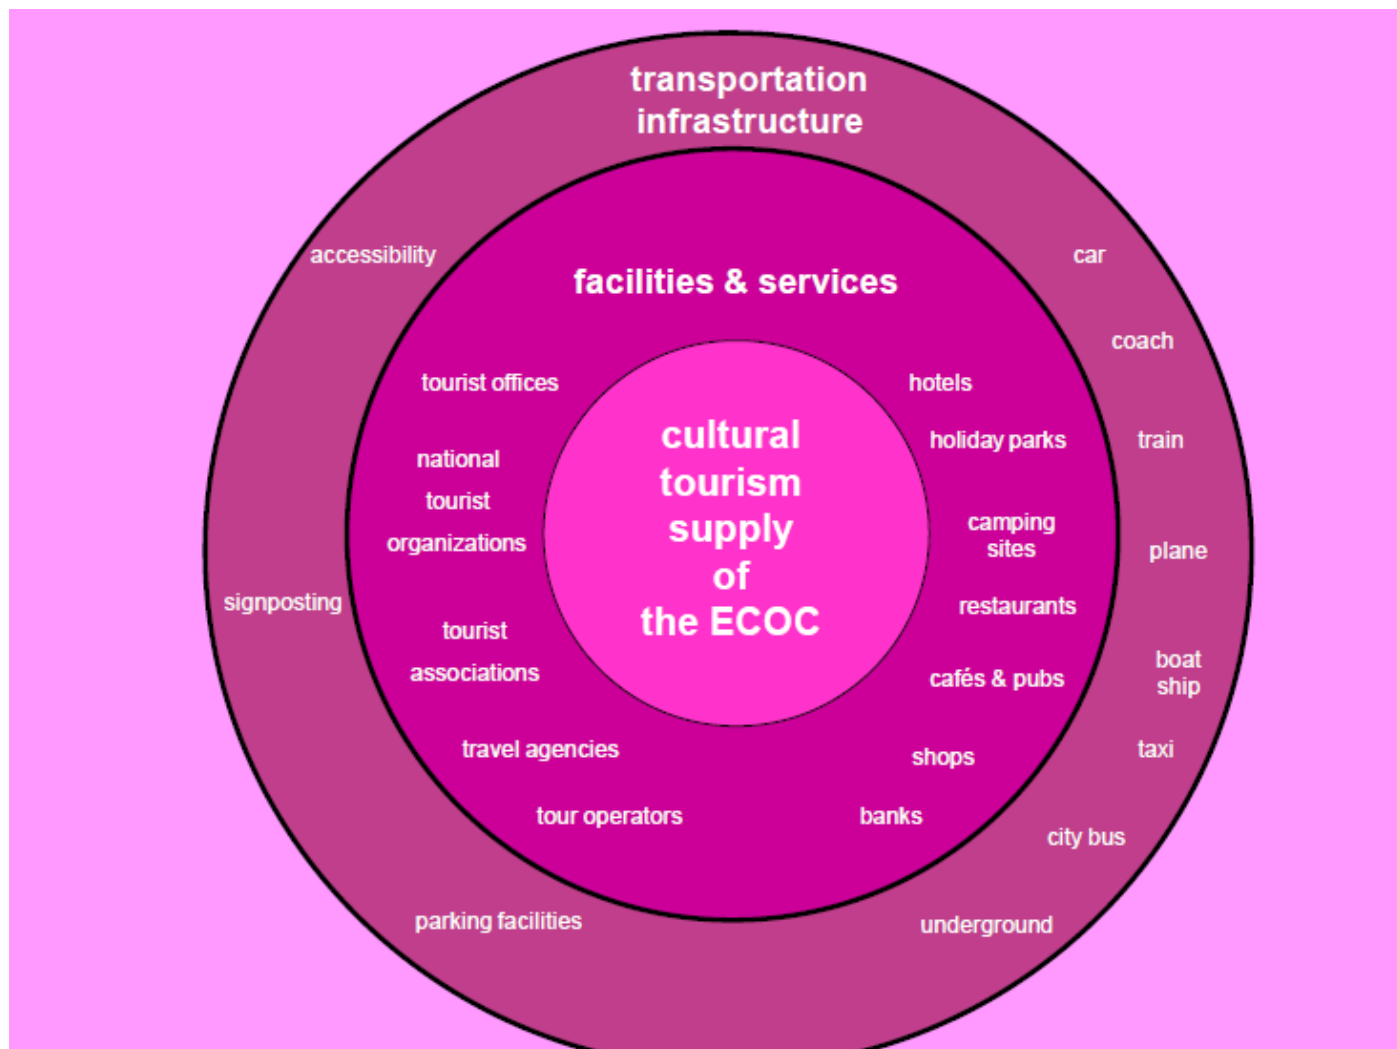 transportation
infrastructure
accessibility
car
facilities & services
coach
tourist offices
hotels
cultural
tourism
supply
of
the ECOC
holiday parks
train
national
tourist
organizations
camping
sites
plane
signposting
restaurants
tourist
associations
boat
ship
cafés & pubs
travel agencies
shops
taxi
tour operators
banks
city bus
parking facilities
underground